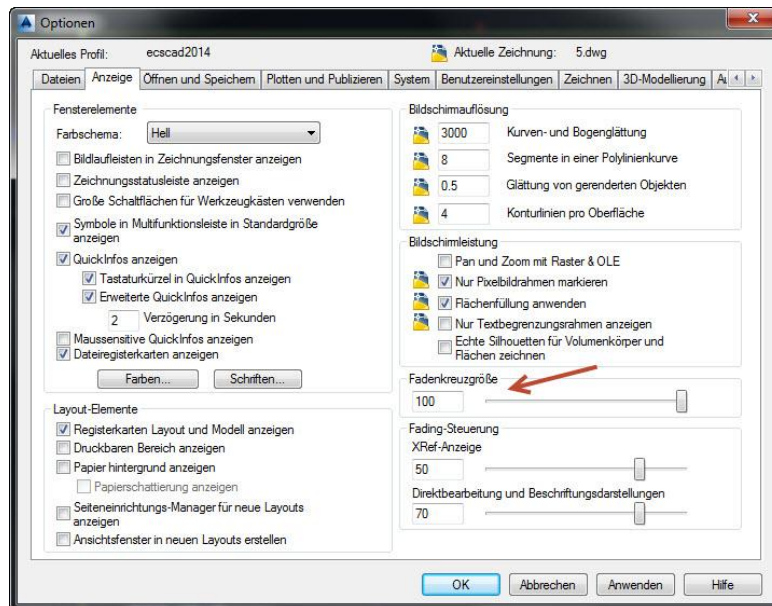 Optionen
Aktuelles Profil: ecscad2014 Aktuelle Zeichnung: 5.dwg
Dateien Anzeige Öffnen und Speichern Plotten und Publizieren System Benutzereinstellungen Zeichnen 3D-Modellierung
Fensterelemente
Farbschema: Hell
Bildlaufleisten in Zeichnungsfenster anzeigen
Zeichnungsstatusleiste anzeigen
Große Schaltflächen für Werkzeugkästen verwenden
Symbole in Multifunktionsleiste in Standardgröße
anzeigen
QuickInfos anzeigen
Tastaturkürzel in QuickInfos anzeigen
Erweiterte QuickInfos anzeigen
2 Verzögerung in Sekunden
Maussensitive QuickInfos anzeigen
Dateiregisterkarten anzeigen
Farben... Schriften...
Layout-Elemente
Registerkarten Layout und Modell anzeigen
Druckbaren Bereich anzeigen
Papier hintergrund anzeigen
Papierschattierung anzeigen
Seiteneinrichtungs-Manager für neue Layouts
anzeigen
Ansichtsfenster in neuen Layouts erstellen
Bildschirmauflösung
3000 Kurven- und Bogenglättung
8 Segmente in einer Polylinienkurve
0.5 Glättung von gerenderten Objekten
4 Konturlinien pro Oberfläche
Bildschirmleistung
Pan und Zoom mit Raster & OLE
Nur Pixelbildrahmen markieren
Flächenfüllung anwenden
Nur Textbegrenzungsrahmen anzeigen
Echte Silhouetten für Volumenkörper und
Flächen zeichnen
Fadenkreuzgröße
100
Fading-Steuerung
XRef-Anzeige
50
Direktbearbeitung und Beschriftungsdarstellungen
70
OK Abbrechen Anwenden Hilfe